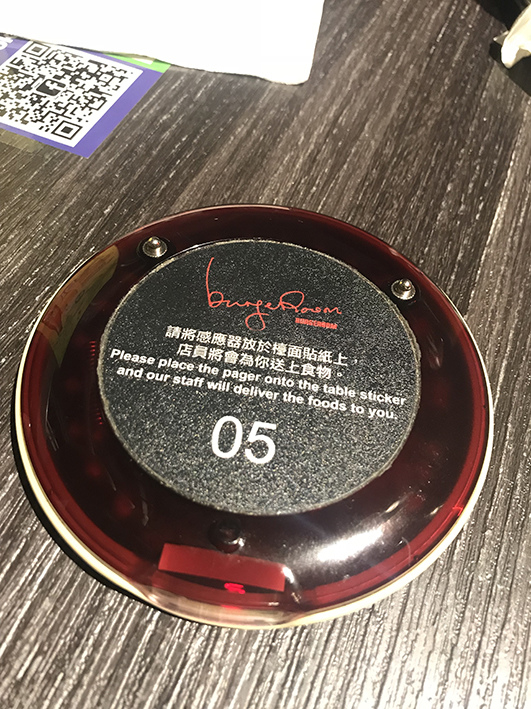 burgeRoom
BURGEROOM
請將感應器放於檯面貼紙上，
店員將會為你送上食物。
Please place the pager onto the table sticker
and our staff will deliver the foods to you.
05